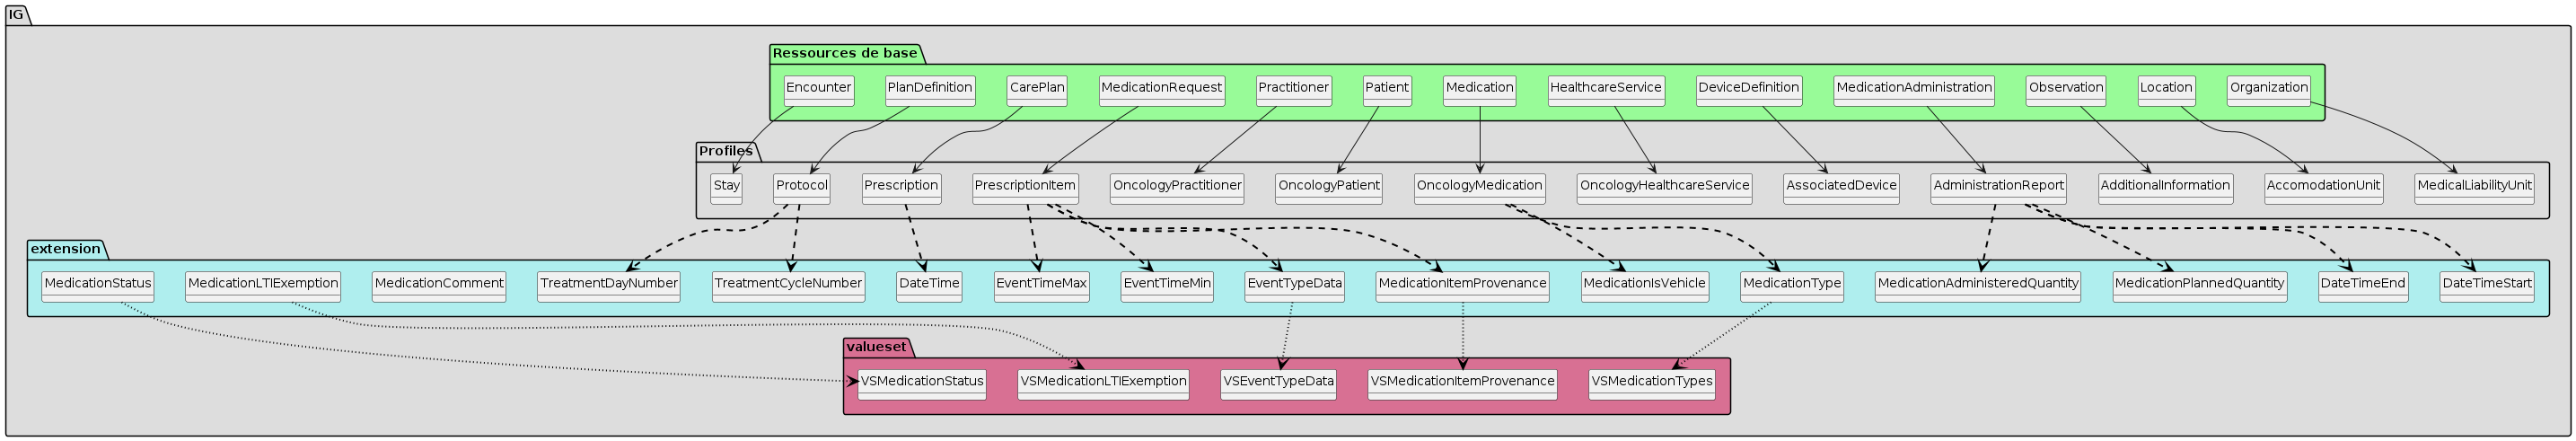 IG
Ressources de base
Encounter
PlanDefinition
CarePlan
MedicationRequest
Practitioner
Patient
Medication
HealthcareService
DeviceDefinition
MedicationAdministration
Observation
Location
Organization
Profiles
Stay
Protocol
Prescription
PrescriptionItem
OncologyPractitioner
OncologyPatient
OncologyMedication
OncologyHealthcareService
AssociatedDevice
AdministrationReport
AdditionalInformation
AccomodationUnit
MedicalLiabilityUnit
extension
MedicationStatus
MedicationLTIExemption
MedicationComment
TreatmentDayNumber
TreatmentCycleNumber
DateTime
EventTimeMax
EventTimeMin
EventTypeData
MedicationItemProvenance
MedicationIsVehicle
MedicationType
MedicationAdministeredQuantity
MedicationPlannedQuantity
DateTimeEnd
DateTimeStart
valueset
VSMedicationStatus
VSMedicationLTIExemption
VSEventTypeData
VSMedicationItemProvenance
VSMedicationTypes